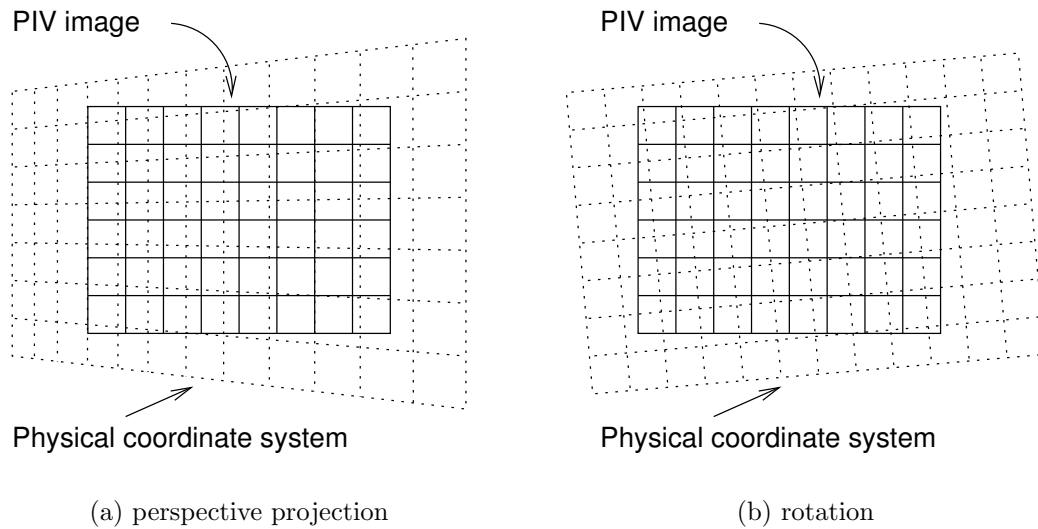 PIV image
PIV image
Physical coordinate system
Physical coordinate system
(a) perspective projection
(b) rotation